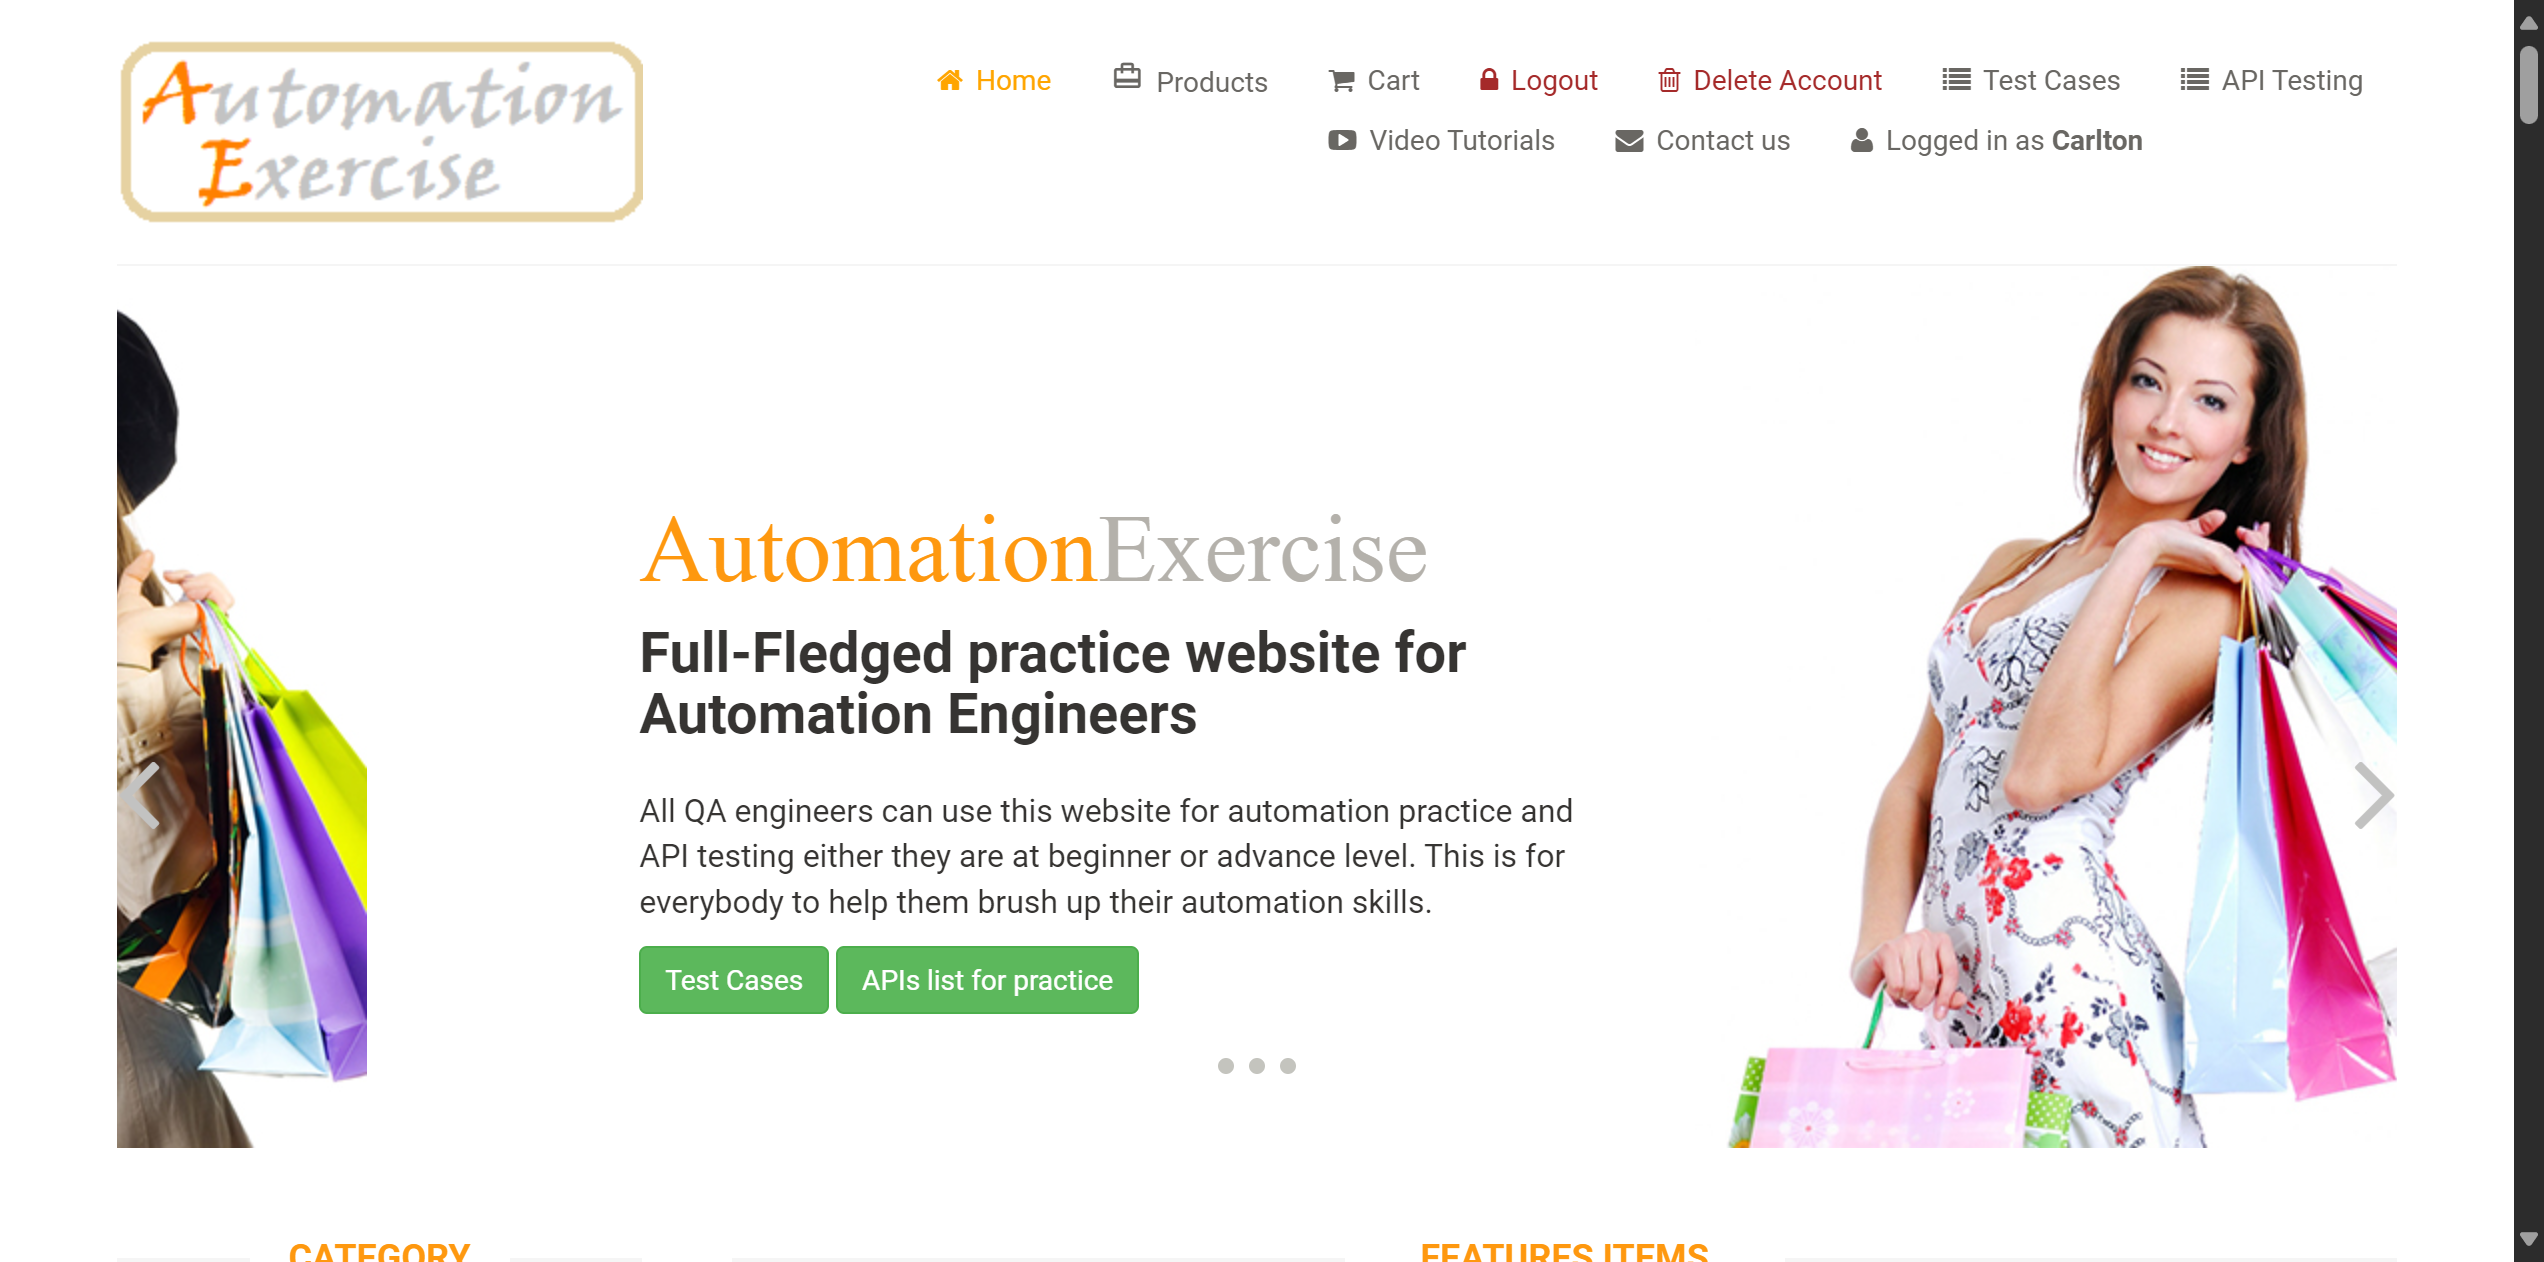 Automation
Exercise
Home Products Cart Logout Delete Account Test Cases API Testing
Video Tutorials Contact us Logged in as Carlton
AutomationExercise
Full-Fledged practice website for
Automation Engineers
All QA engineers can use this website for automation practice and
API testing either they are at beginner or advance level. This is for
everybody to help them brush up their automation skills.
Test Cases APIs list for practice
CATEGORY FEATURES ITEMS